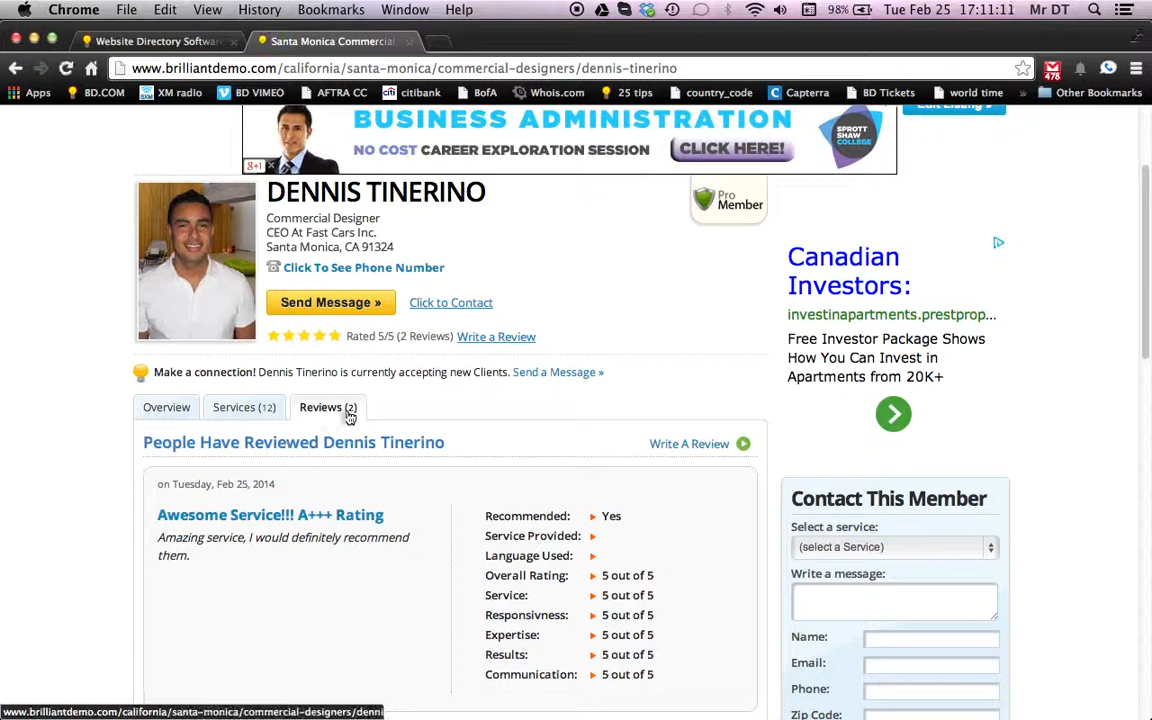 Chrome File Edit View History Bookmarks Window Help 98% Tue Feb 25 17:11:11 Mr DT
Website Directory Softwa
Santa Monica Commercial
www.brilliantdemo.com/california/santa-monica/commercial-designers/dennis-tinerino
478
Apps BD.COM XM radio BD VIMEO AFTRA CC citi citibank BofA Whois.com 25 tips country_code Capterra BD Tickets world time » Other Bookmarks
Edit Listing »
BUSINESS ADMINISTRATION
NO COST CAREER EXPLORATION SESSION CLICK HERE!
SPROTT SHAW COLLEGE
g+1
DENNIS TINERINO
Pro Member
Commercial Designer
CEO At Fast Cars Inc.
Santa Monica, CA 91324
Click To See Phone Number
Send Message » Click to Contact
Rated 5/5 (2 Reviews) Write a Review
Make a connection! Dennis Tinerino is currently accepting new Clients. Send a Message »
Overview Services (12) Reviews (2)
People Have Reviewed Dennis Tinerino Write A Review
on Tuesday, Feb 25, 2014
Awesome Service!!! A+++ Rating
Amazing service, I would definitely recommend
them.
Recommended: Yes
Service Provided:
Language Used:
Overall Rating: 5 out of 5
Service: 5 out of 5
Responsivness: 5 out of 5
Expertise: 5 out of 5
Results: 5 out of 5
Communication: 5 out of 5
Canadian
Investors:
investinapartments.prestprop...
Free Investor Package Shows
How You Can Invest in
Apartments from 20K+
Contact This Member
Select a service:
(select a Service)
Write a message:
Name:
Email:
Phone:
Zip Code:
www.brilliantdemo.com/california/santa-monica/commercial-designers/denni